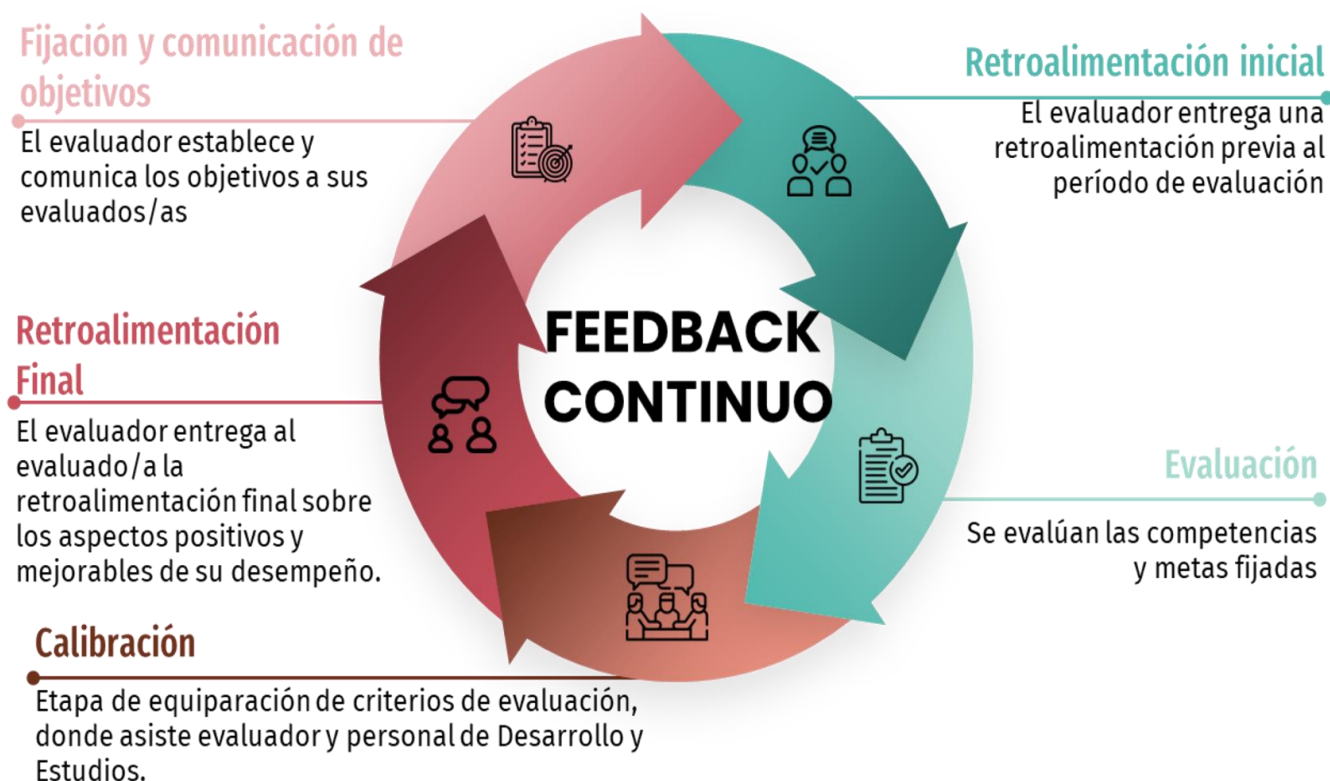 Fijación y comunicación de
objetivos
El evaluador establece y
comunica los objetivos a sus
evaluados/as
Retroalimentación inicial
El evaluador entrega una
retroalimentación previa al
período de evaluación
FEEDBACK
CONTINUO
Evaluación
Se evalúan las competencias
y metas fijadas
Calibración
Etapa de equiparación de criterios de evaluación,
donde asiste evaluador y personal de Desarrollo y
Estudios.
Retroalimentación
Final
El evaluador entrega al
evaluado/a la
retroalimentación final sobre
los aspectos positivos y
mejorables de su desempeño.